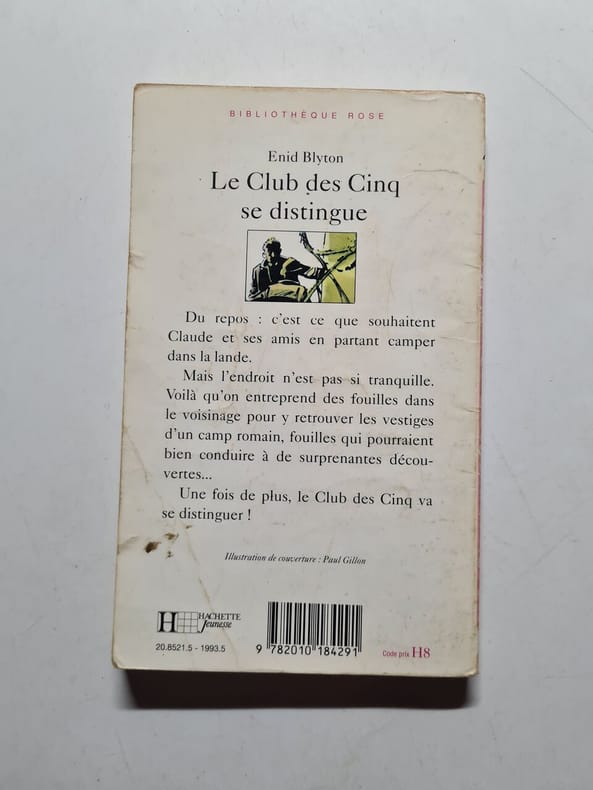 BIBLIOTHÈQUE ROSE
Enid Blyton
Le Club des Cinq
se distingue
Du repos : c'est ce que souhaitent
Claude et ses amis en partant camper
dans la lande.
Mais l'endroit n'est pas si tranquille.
Voilà qu'on entreprend des fouilles dans
le voisinage pour y retrouver les vestiges
d'un camp romain, fouilles qui pourraient
bien conduire à de surprenantes décou-
vertes...
Une fois de plus, le Club des Cinq va
se distinguer !
Illustration de couverture : Paul Gillon
H HACHETTE
Jeunesse
20.8521.5 - 1993.5
9 782010 184291
Code prix H8